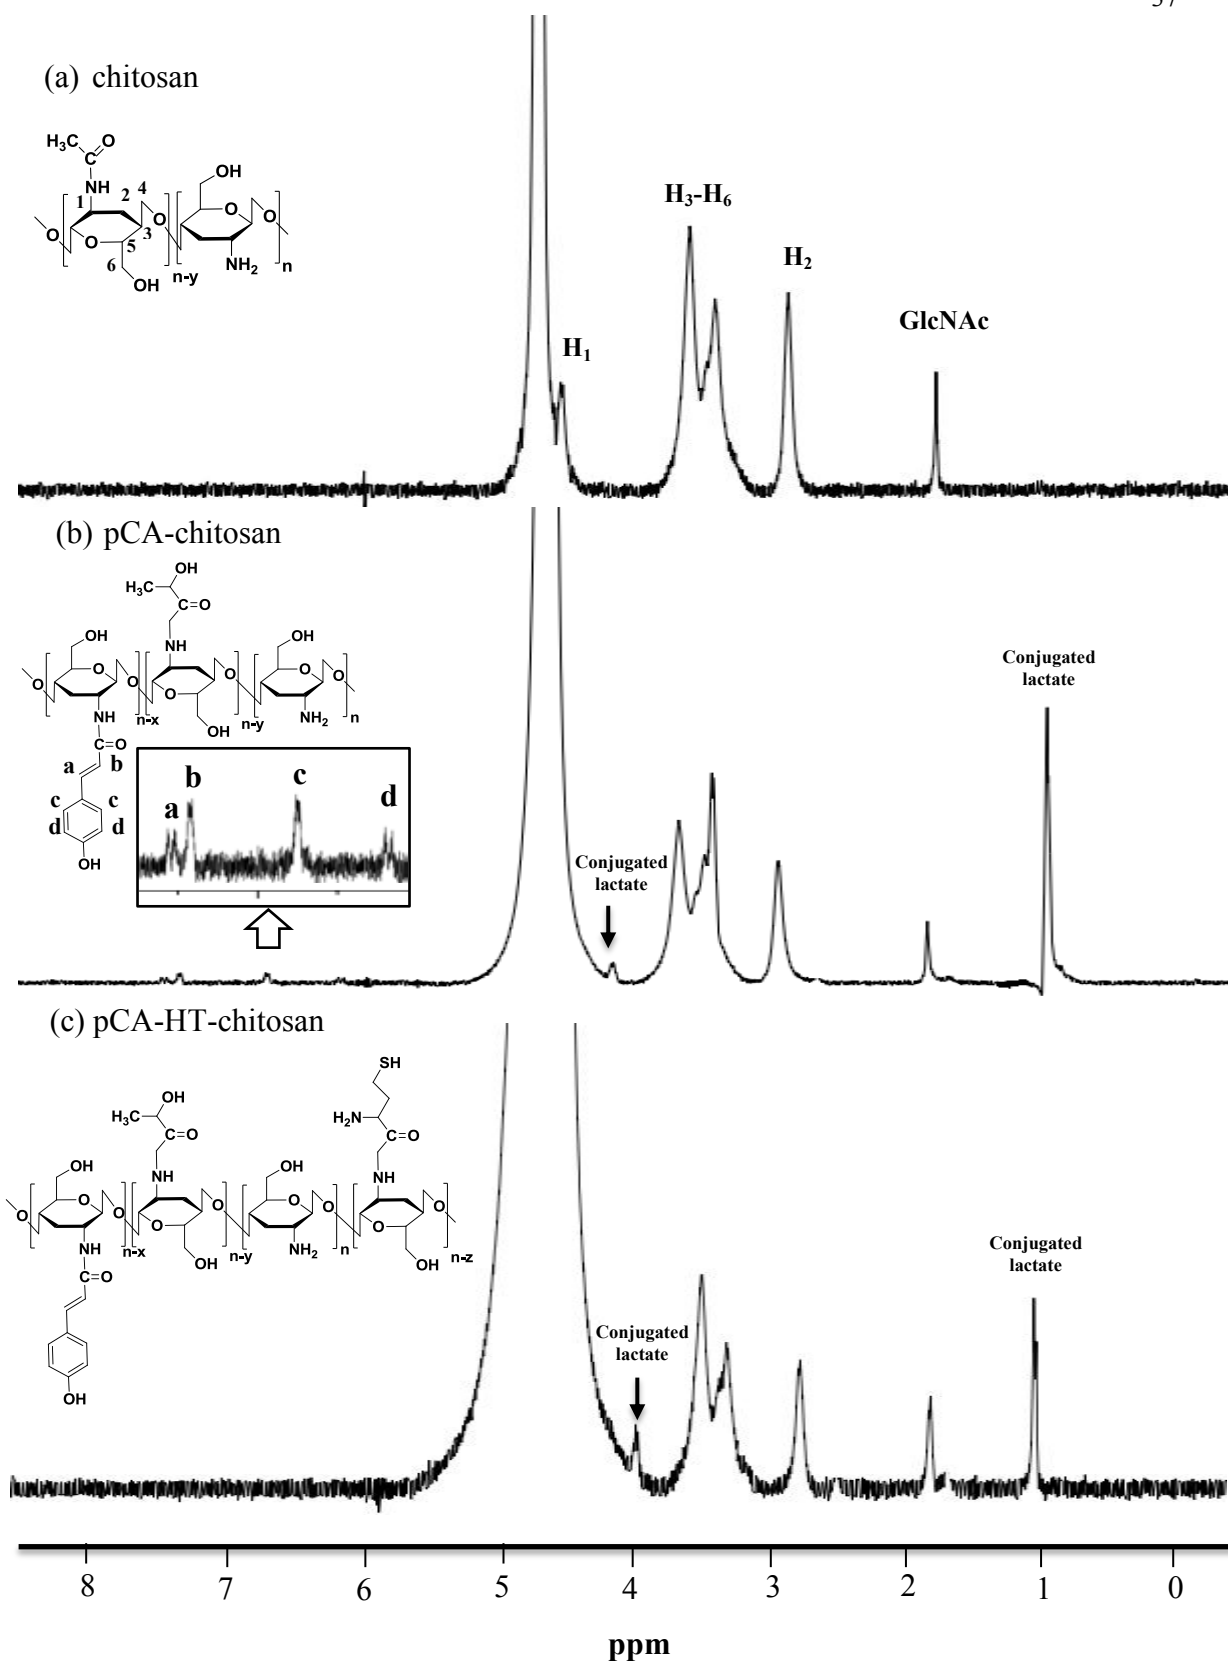 (a) chitosan
H3C
O
C
NH
1
2
4
O
O
5
3
6
OH
n-y
OH
O
O
NH2
n
H1
H3-H6
H2
GlcNAc
(b) pCA-chitosan
OH
H3C
C=O
NH
OH
O
O
O
NH
n-x
O
O
OH
n-y
OH
O
O
NH2
n
C=O
a
b
c
c
d
d
OH
a
b
c
d
Conjugated
lactate
Conjugated
lactate
(c) pCA-HT-chitosan
SH
OH
H3C
C=O
NH
H2N
C=O
NH
OH
O
O
O
NH
n-x
O
O
OH
n-y
OH
O
O
NH2
n
O
O
OH
n-z
C=O
OH
Conjugated
lactate
Conjugated
lactate
8 7 6 5 4 3 2 1 0
ppm